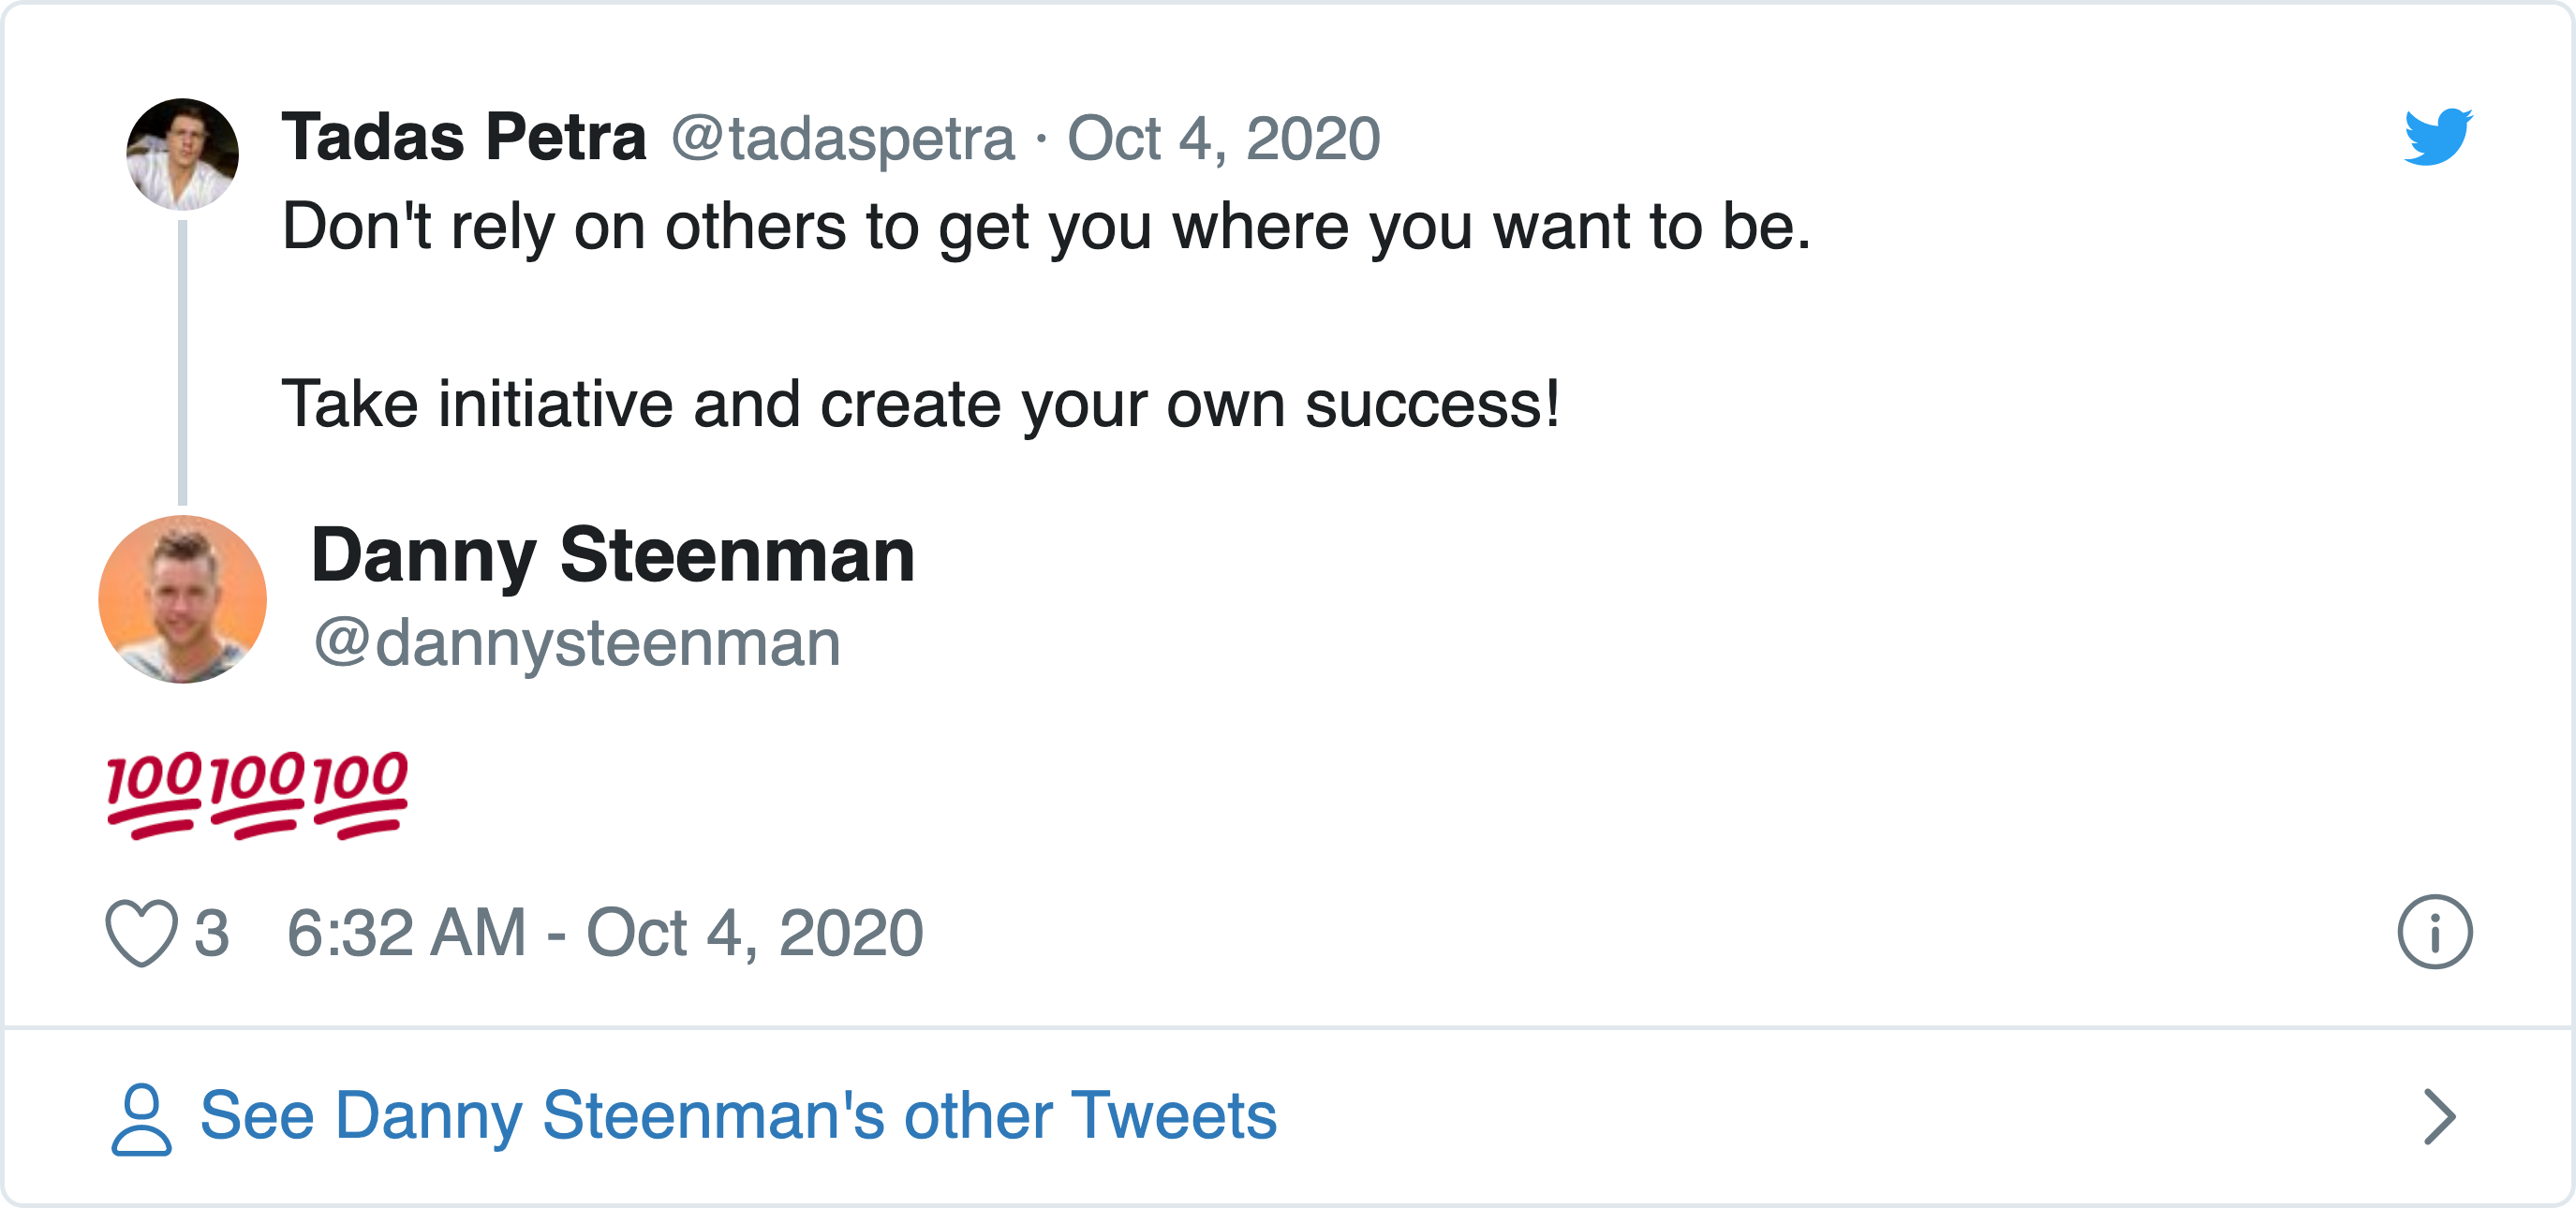 Tadas Petra @tadaspetra · Oct 4, 2020
Don't rely on others to get you where you want to be.
Take initiative and create your own success!
Danny Steenman
@dannysteenman
💯💯💯
3 6:32 AM - Oct 4, 2020
See Danny Steenman's other Tweets